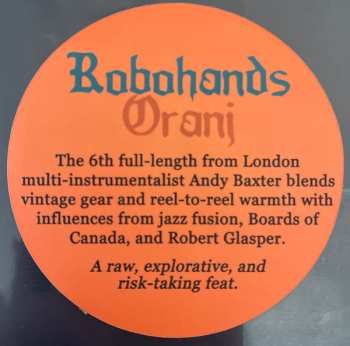 Robohands
Oranj
The 6th full-length from London
multi-instrumentalist Andy Baxter blends
vintage gear and reel-to-reel warmth with
influences from jazz fusion, Boards of
Canada, and Robert Glasper.
A raw, explorative, and
risk-taking feat.